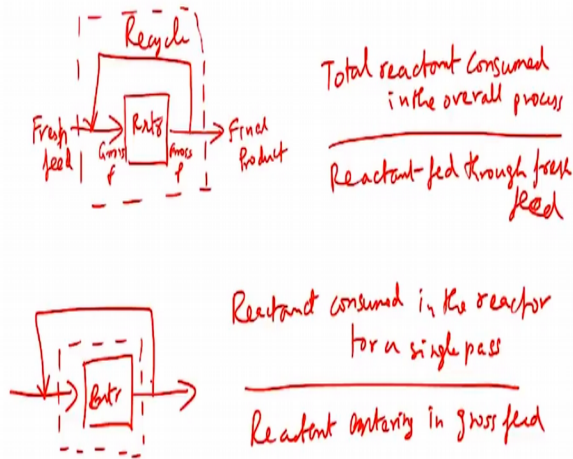 Recycle
Fresh feed
Gross f
Rxtr
Gross P
Final Product
Total reactant consumed
in the overall process
Reactant fed through fresh
feed
Reactant consumed in the reactor
for a single pass
Rxtr
Reactant entering in gross feed